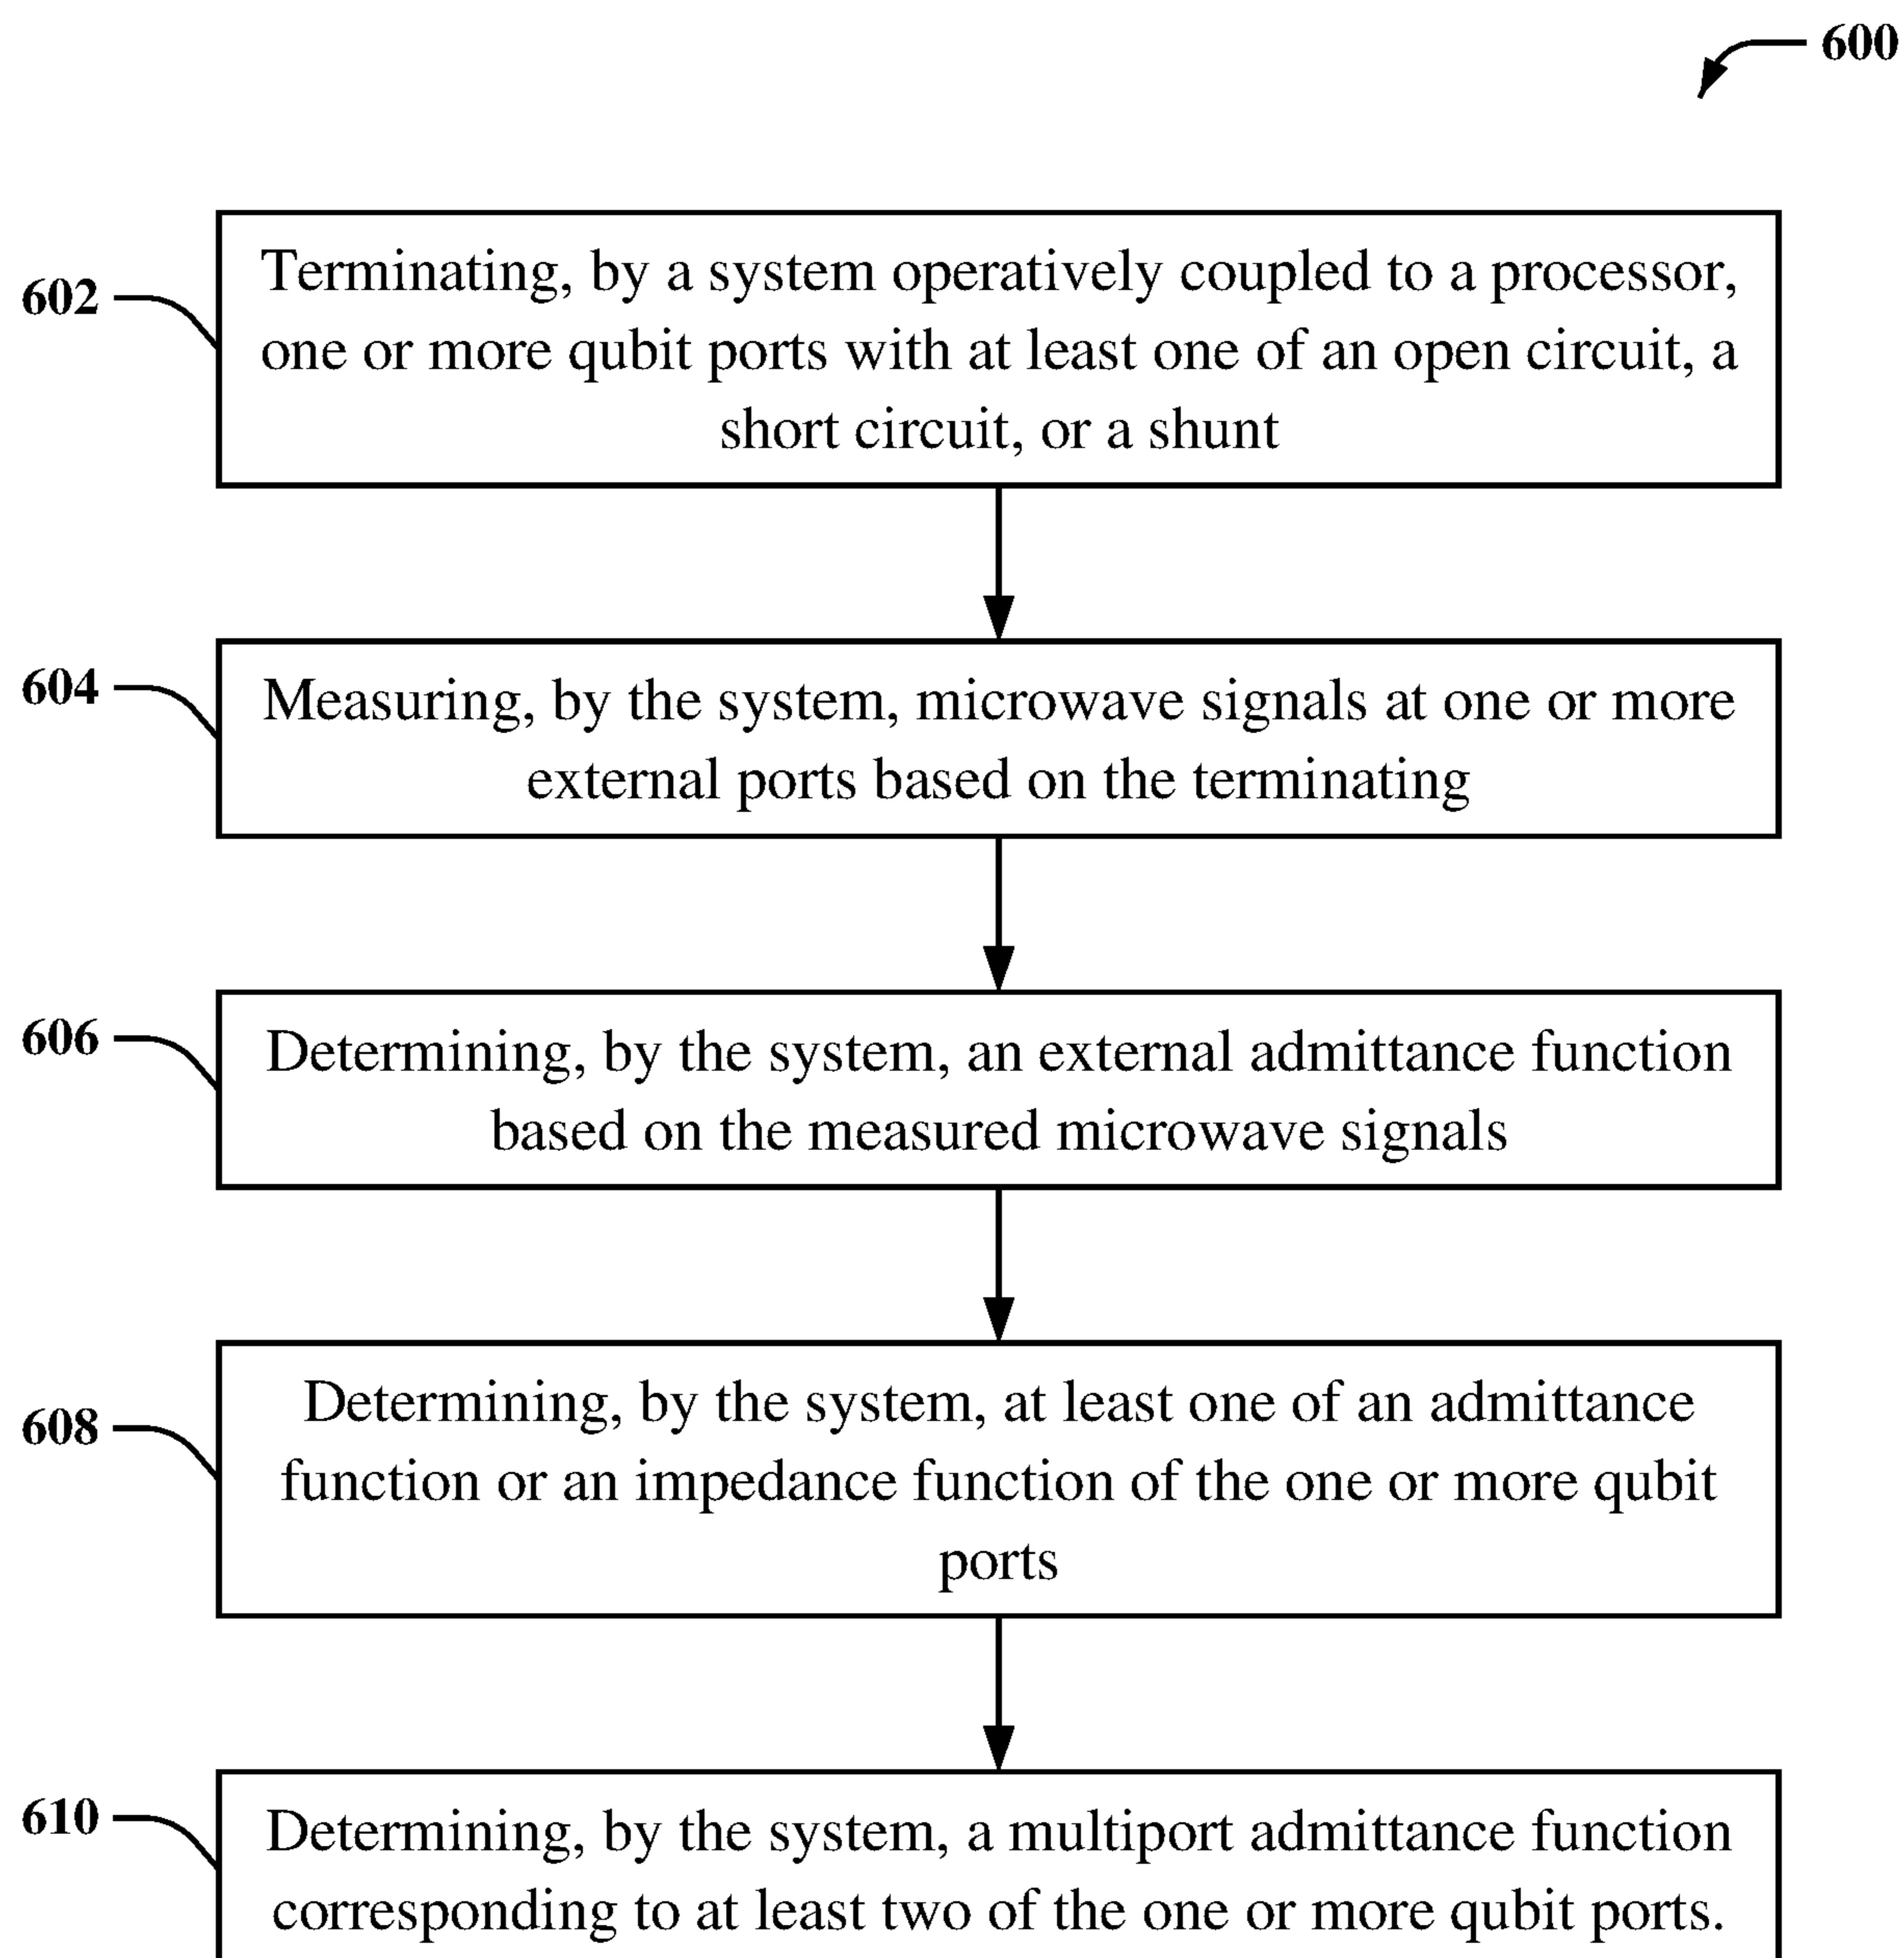 600
602
Terminating, by a system operatively coupled to a processor,
one or more qubit ports with at least one of an open circuit, a
short circuit, or a shunt
604
Measuring, by the system, microwave signals at one or more
external ports based on the terminating
606
Determining, by the system, an external admittance function
based on the measured microwave signals
608
Determining, by the system, at least one of an admittance
function or an impedance function of the one or more qubit
ports
610
Determining, by the system, a multiport admittance function
corresponding to at least two of the one or more qubit ports.